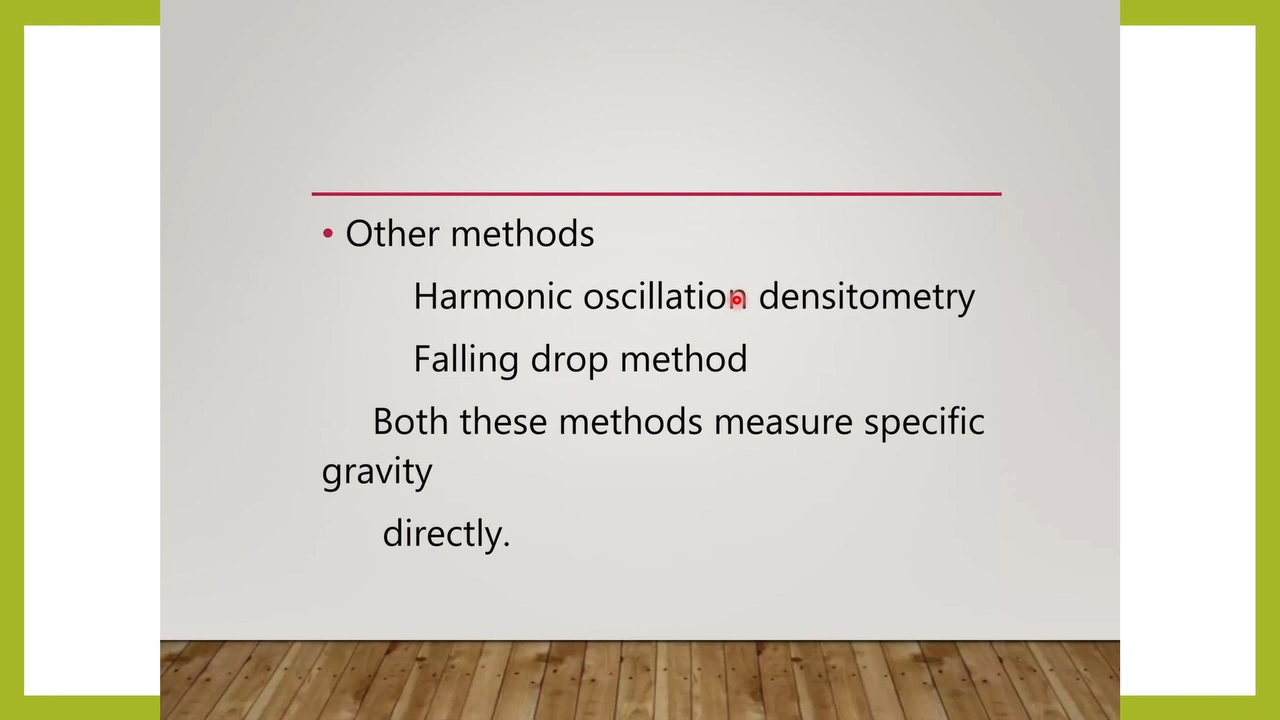 • Other methods
Harmonic oscillation densitometry
Falling drop method
Both these methods measure specific
gravity
directly.